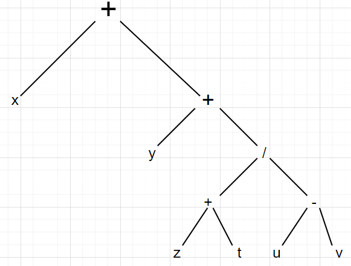 +
x +
y /
+ -
z t u v